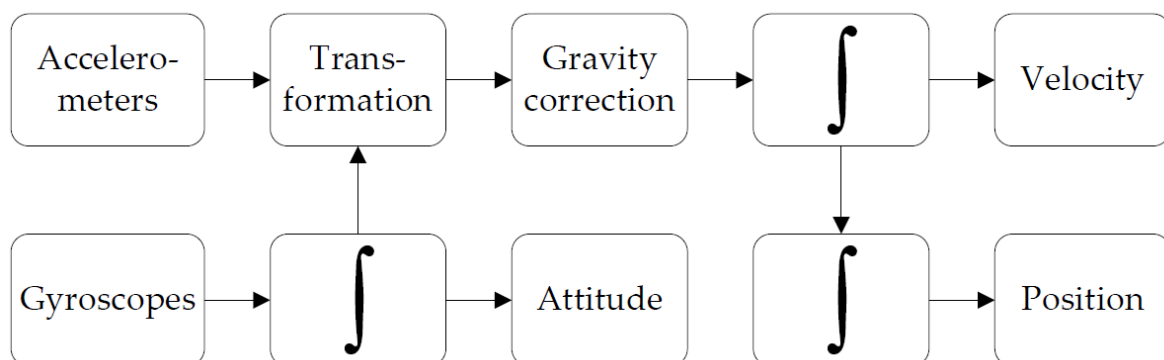 Accelero-
meters
Trans-
formation
Gravity
correction
∫
Velocity
Gyroscopes
∫
Attitude
∫
Position